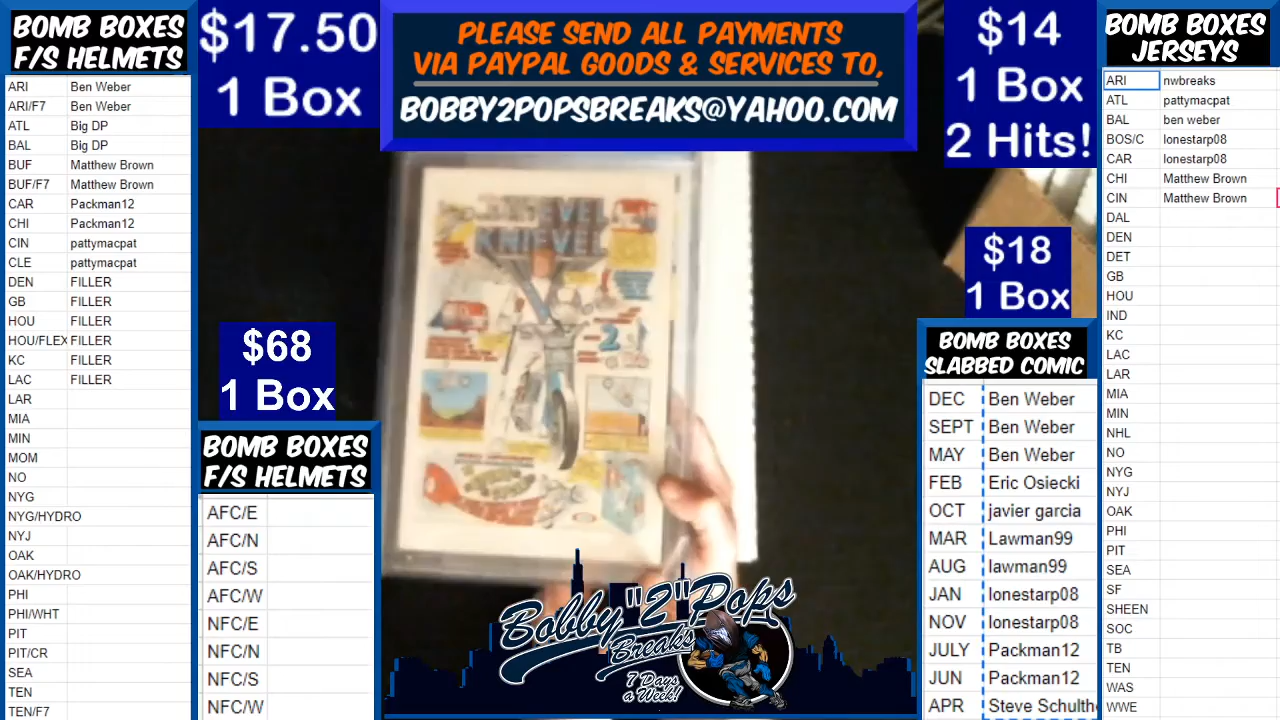 BOMB BOXES
F/S HELMETS
ARI Ben Weber
ARI/F7 Ben Weber
ATL Big DP
BAL Big DP
BUF Matthew Brown
BUF/F7 Matthew Brown
CAR Packman12
CHI Packman12
CIN pattymacpat
CLE pattymacpat
DEN FILLER
GB FILLER
HOU FILLER
HOU/FLEX FILLER
KC FILLER
LAC FILLER
LAR
MIA
MIN
MOM
NO
NYG
NYG/HYDRO
NYJ
OAK
OAK/HYDRO
PHI
PHI/WHT
PIT
PIT/CR
SEA
TEN
TEN/F7
$17.50
1 Box
$68
1 Box
BOMB BOXES
F/S HELMETS
AFC/E
AFC/N
AFC/S
AFC/W
NFC/E
NFC/N
NFC/S
NFC/W
PLEASE SEND ALL PAYMENTS
VIA PAYPAL GOODS & SERVICES TO,
BOBBY2POPSBREAKS@YAHOO.COM
EVEL
KNIEVEL
Bobby "2" Pops
Breaks
7 Days
a Week!
$14
1 Box
2 Hits!
$18
1 Box
BOMB BOXES
SLABBED COMIC
DEC Ben Weber
SEPT Ben Weber
MAY Ben Weber
FEB Eric Osiecki
OCT javier garcia
MAR Lawman99
AUG lawman99
JAN lonestarp08
NOV lonestarp08
JULY Packman12
JUN Packman12
APR Steve Schulth
BOMB BOXES
JERSEYS
ARI nwbreaks
ATL pattymacpat
BAL ben weber
BOS/C lonestarp08
CAR lonestarp08
CHI Matthew Brown
CIN Matthew Brown
DAL
DEN
DET
GB
HOU
IND
KC
LAC
LAR
MIA
MIN
NHL
NO
NYG
NYJ
OAK
PHI
PIT
SEA
SF
SHEEN
SOC
TB
TEN
WAS
WWE